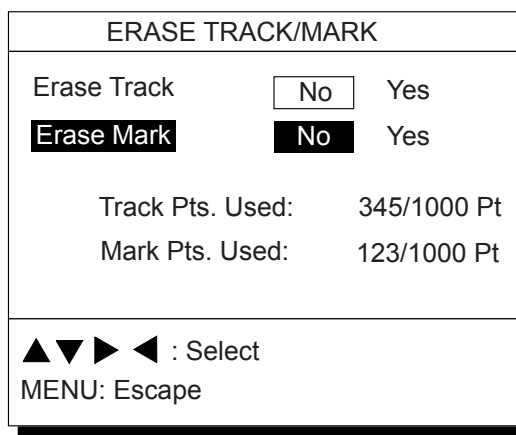 ERASE TRACK/MARK
Erase Track No Yes
Erase Mark No Yes
Track Pts. Used: 345/1000 Pt
Mark Pts. Used: 123/1000 Pt
▲▼▶◀ : Select
MENU: Escape